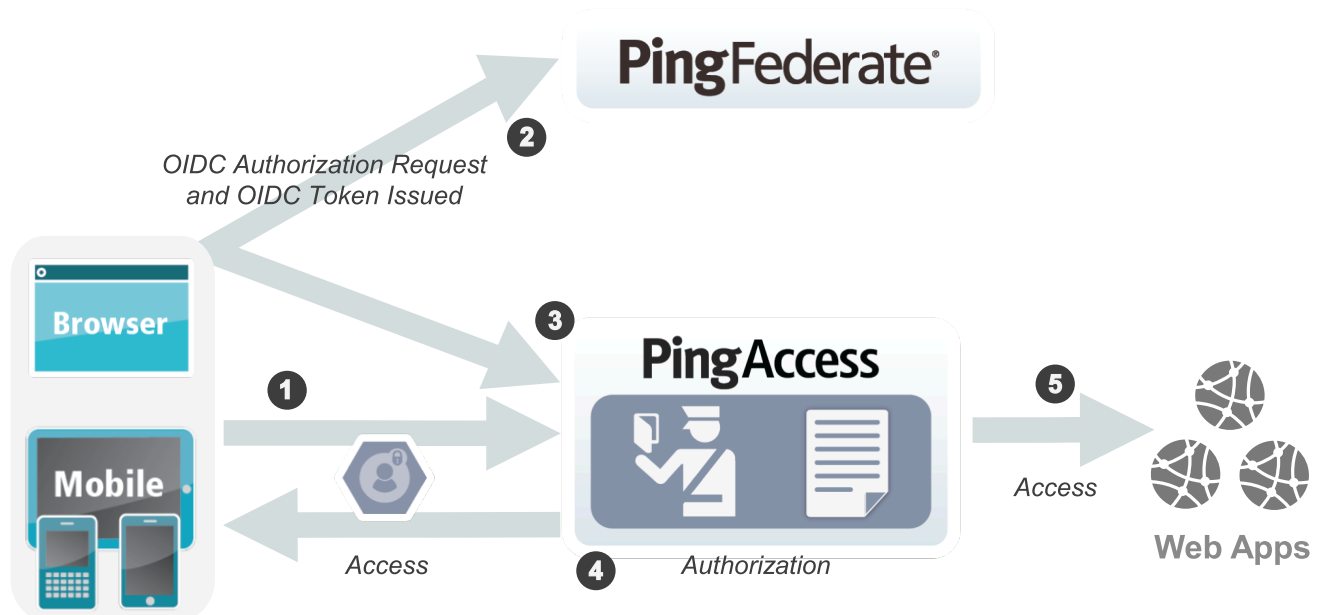 PingFederate®
2
OIDC Authorization Request
and OIDC Token Issued
Browser
3
PingAccess
1
5
Mobile
Access
Web Apps
Access
4
Authorization